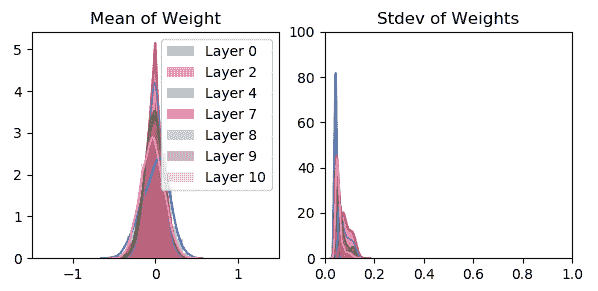 Mean of Weight
Stdev of Weights
5
4
3
2
1
0
−1
0
1
Layer 0
Layer 2
Layer 4
Layer 7
Layer 8
Layer 9
Layer 10
100
80
60
40
20
0
0.0
0.2
0.4
0.6
0.8
1.0